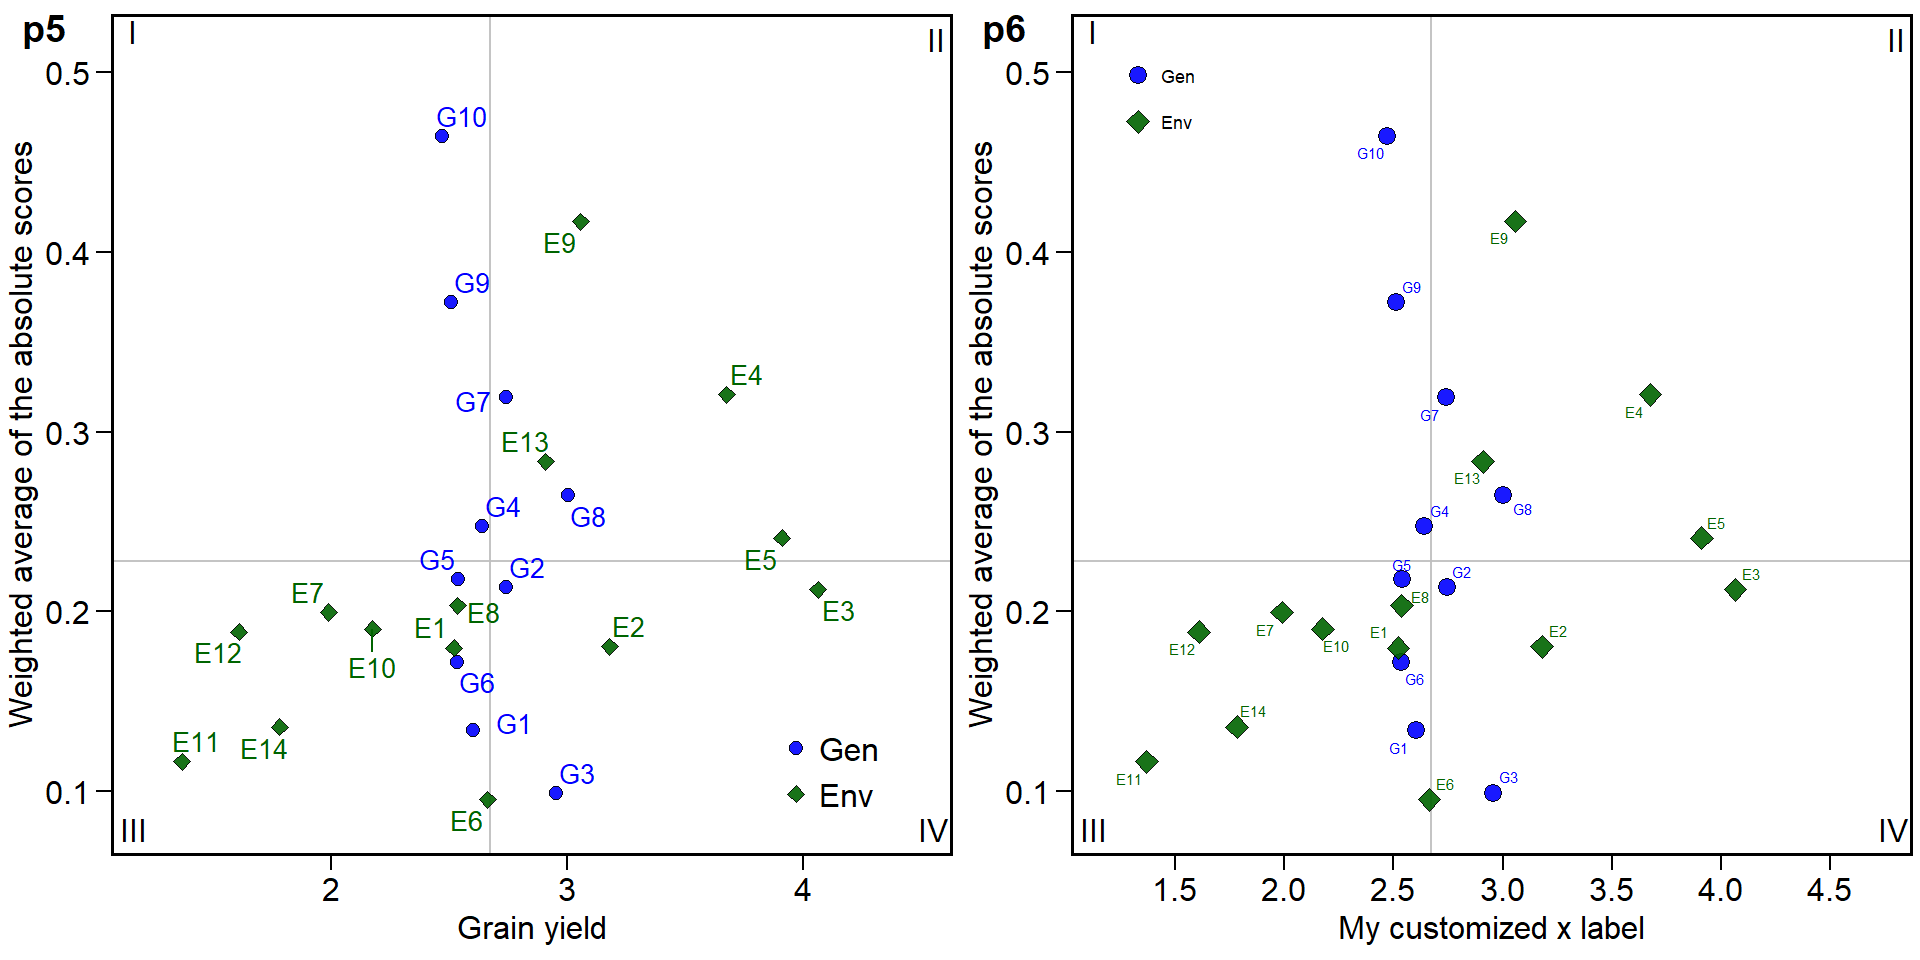 p5
I
II
0.5
0.4
0.3
0.2
0.1
Weighted average of the absolute scores
G10
E9
G9
E4
G7
E13
G4
G8
G5
G2
E5
E7
E8
E3
E1
E2
E12
E10
G6
G1
E11
E14
G3
E6
Gen
Env
III
IV
2
3
4
Grain yield
p6
I
II
0.5
0.4
0.3
0.2
0.1
Weighted average of the absolute scores
Gen
Env
G10
E9
G9
E4
G7
E13
G8
G4
E5
G5
G2
E3
E8
E7
E1
E2
E10
E12
G6
E14
G1
E11
G3
E6
III
IV
1.5
2.0
2.5
3.0
3.5
4.0
4.5
My customized x label